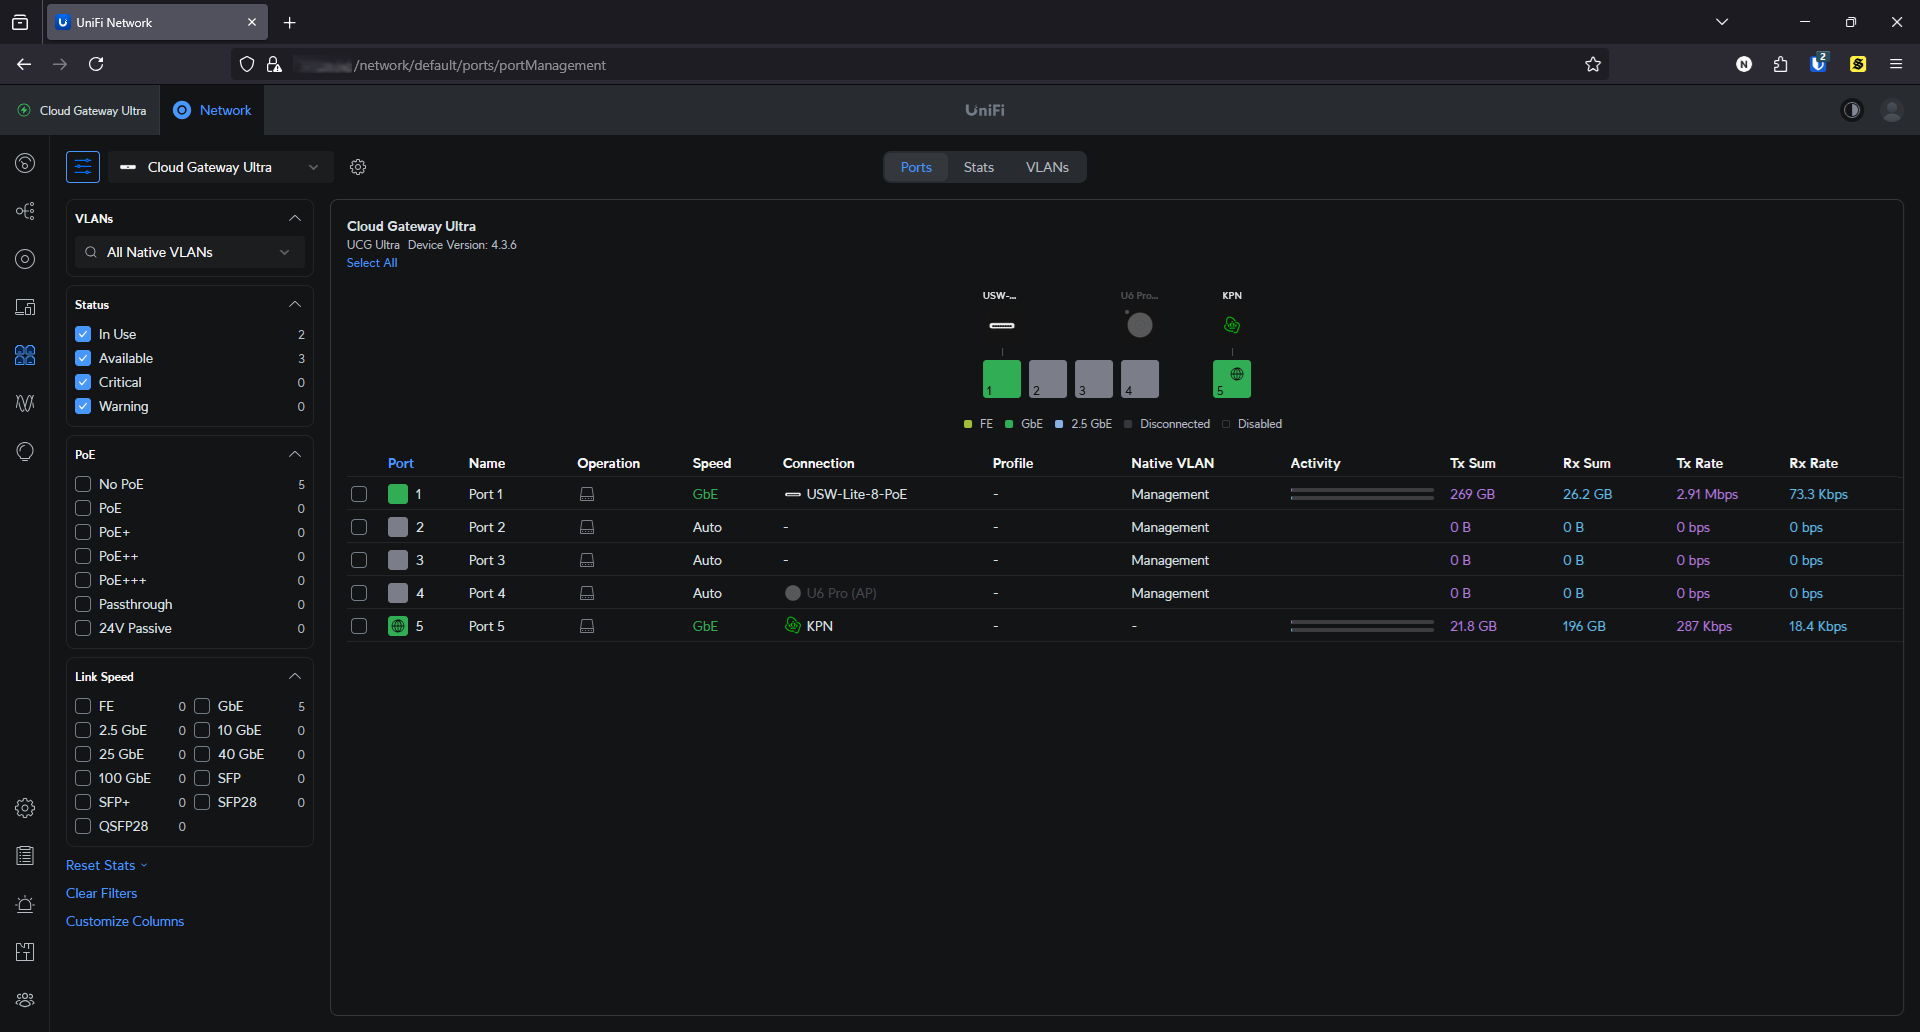 UniFi Network
/network/default/ports/portManagement
N
2
Cloud Gateway Ultra
Network
UniFi
Cloud Gateway Ultra
Ports
Stats
VLANs
VLANs
All Native VLANs
Status
In Use 2
Available 3
Critical 0
Warning 0
PoE
No PoE 5
PoE 0
PoE+ 0
PoE++ 0
PoE+++ 0
Passthrough 0
24V Passive 0
Link Speed
FE 0 GbE 5
2.5 GbE 0 10 GbE 0
25 GbE 0 40 GbE 0
100 GbE 0 SFP 0
SFP+ 0 SFP28 0
QSFP28 0
Reset Stats
Clear Filters
Customize Columns
Cloud Gateway Ultra
UCG Ultra Device Version: 4.3.6
Select All
USW-... U6 Pro... KPN
1 2 3 4 5
FE GbE 2.5 GbE Disconnected Disabled
Port Name Operation Speed Connection Profile Native VLAN Activity Tx Sum Rx Sum Tx Rate Rx Rate
1 Port 1 GbE USW-Lite-8-PoE - Management 269 GB 26.2 GB 2.91 Mbps 73.3 Kbps
2 Port 2 Auto - - Management 0 B 0 B 0 bps 0 bps
3 Port 3 Auto - - Management 0 B 0 B 0 bps 0 bps
4 Port 4 Auto U6 Pro (AP) - Management 0 B 0 B 0 bps 0 bps
5 Port 5 GbE KPN - - 21.8 GB 196 GB 287 Kbps 18.4 Kbps